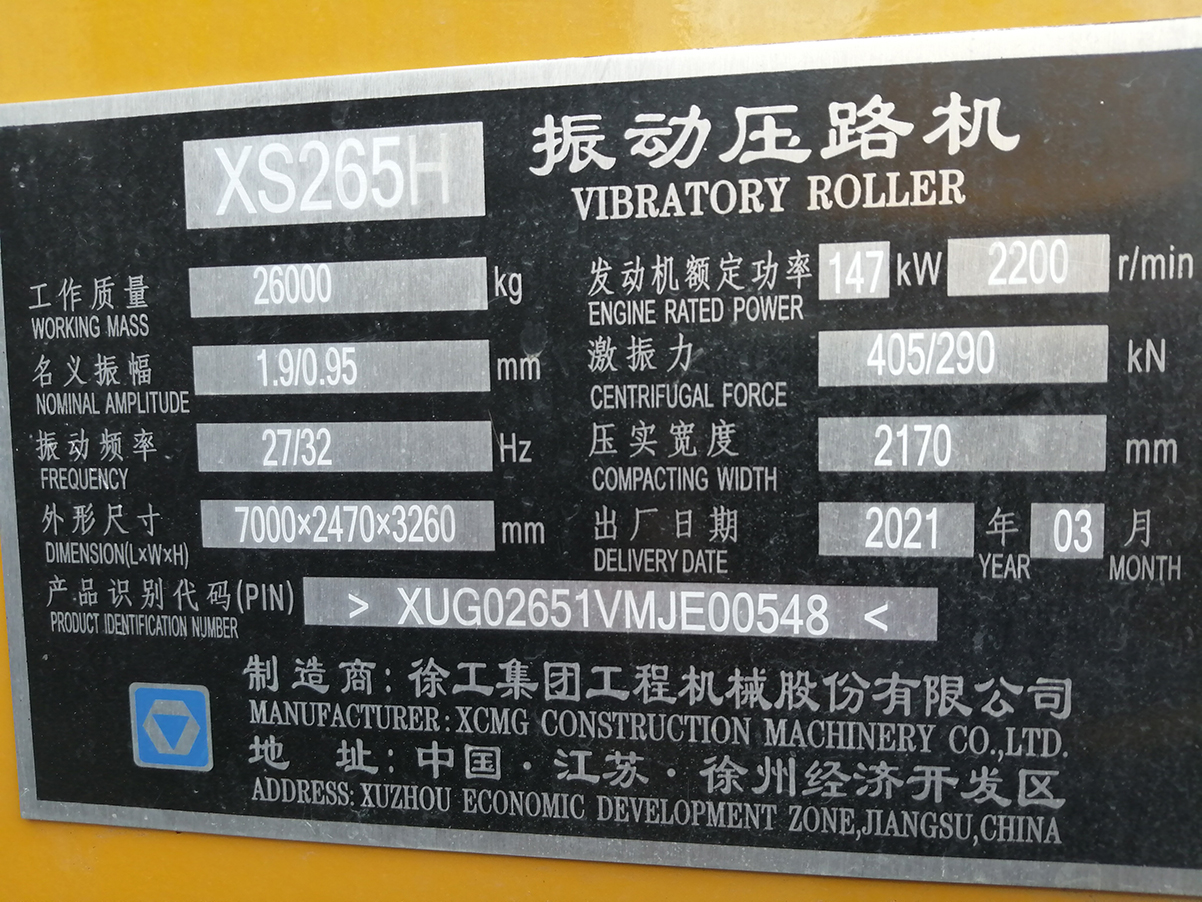 XS265H 振动压路机
VIBRATORY ROLLER
工作质量 26000 kg 发动机额定功率 147 kW 2200 r/min
WORKING MASS ENGINE RATED POWER
名义振幅 1.9/0.95 mm 激振力 405/290 kN
NOMINAL AMPLITUDE CENTRIFUGAL FORCE
振动频率 27/32 Hz 压实宽度 2170 mm
FREQUENCY COMPACTING WIDTH
外形尺寸 7000×2470×3260 mm 出厂日期 2021 年 03 月
DIMENSION(L×W×H) DELIVERY DATE YEAR MONTH
产品识别代码(PIN) > XUG02651VMJE00548 <
PRODUCT IDENTIFICATION NUMBER
制造商:徐工集团工程机械股份有限公司
MANUFACTURER:XCMG CONSTRUCTION MACHINERY CO.,LTD.
地 址:中国·江苏·徐州经济开发区
ADDRESS:XUZHOU ECONOMIC DEVELOPMENT ZONE,JIANGSU,CHINA